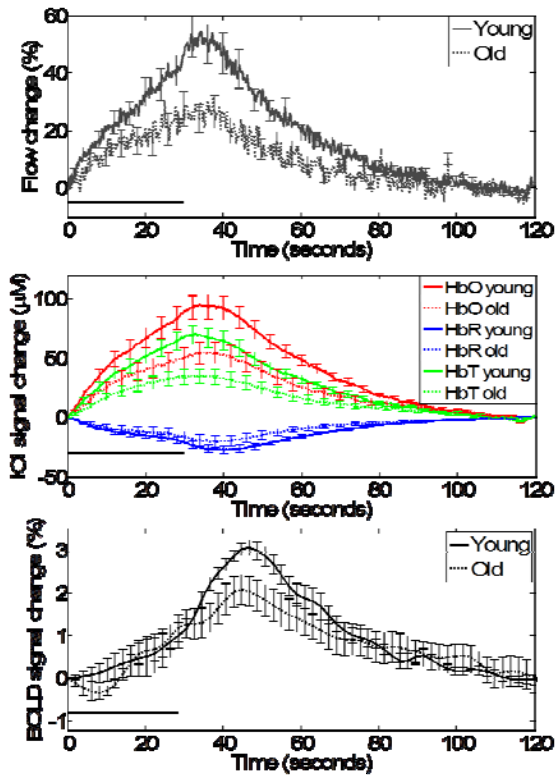 60
40
20
0
Flow change (%)
Young
Old
0 20 40 60 80 100 120
Time (seconds)
100
50
0
-50
IOI signal change (µM)
HbO young
HbO old
HbR young
HbR old
HbT young
HbT old
0 20 40 60 80 100 120
Time (seconds)
3
2
1
0
-1
BOLD signal change (%)
Young
Old
0 20 40 60 80 100 120
Time (seconds)